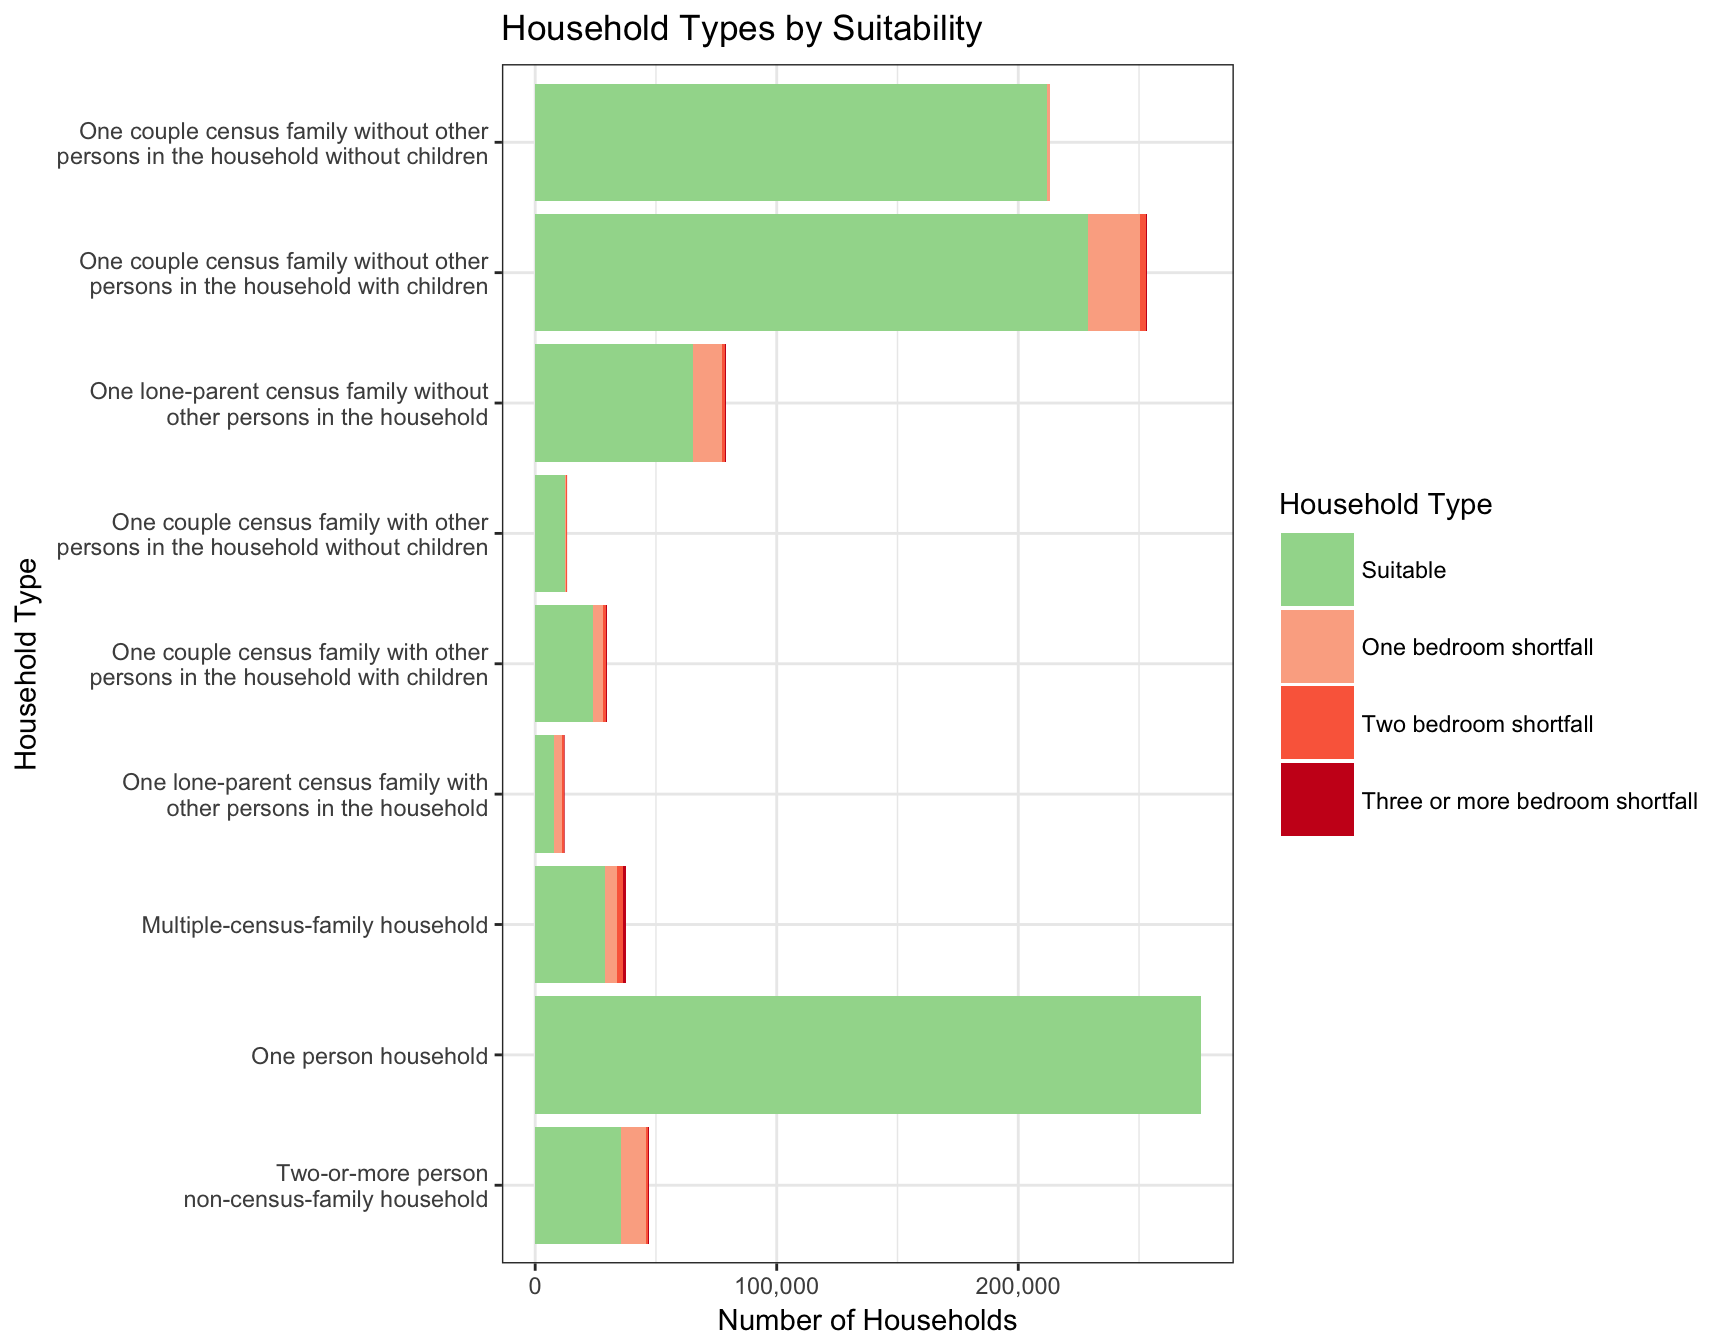 Household Types by Suitability
One couple census family without other
persons in the household without children
One couple census family without other
persons in the household with children
One lone-parent census family without
other persons in the household
One couple census family with other
persons in the household without children
One couple census family with other
persons in the household with children
One lone-parent census family with
other persons in the household
Multiple-census-family household
One person household
Two-or-more person
non-census-family household
Household Type
0
100,000
200,000
Number of Households
Household Type
Suitable
One bedroom shortfall
Two bedroom shortfall
Three or more bedroom shortfall